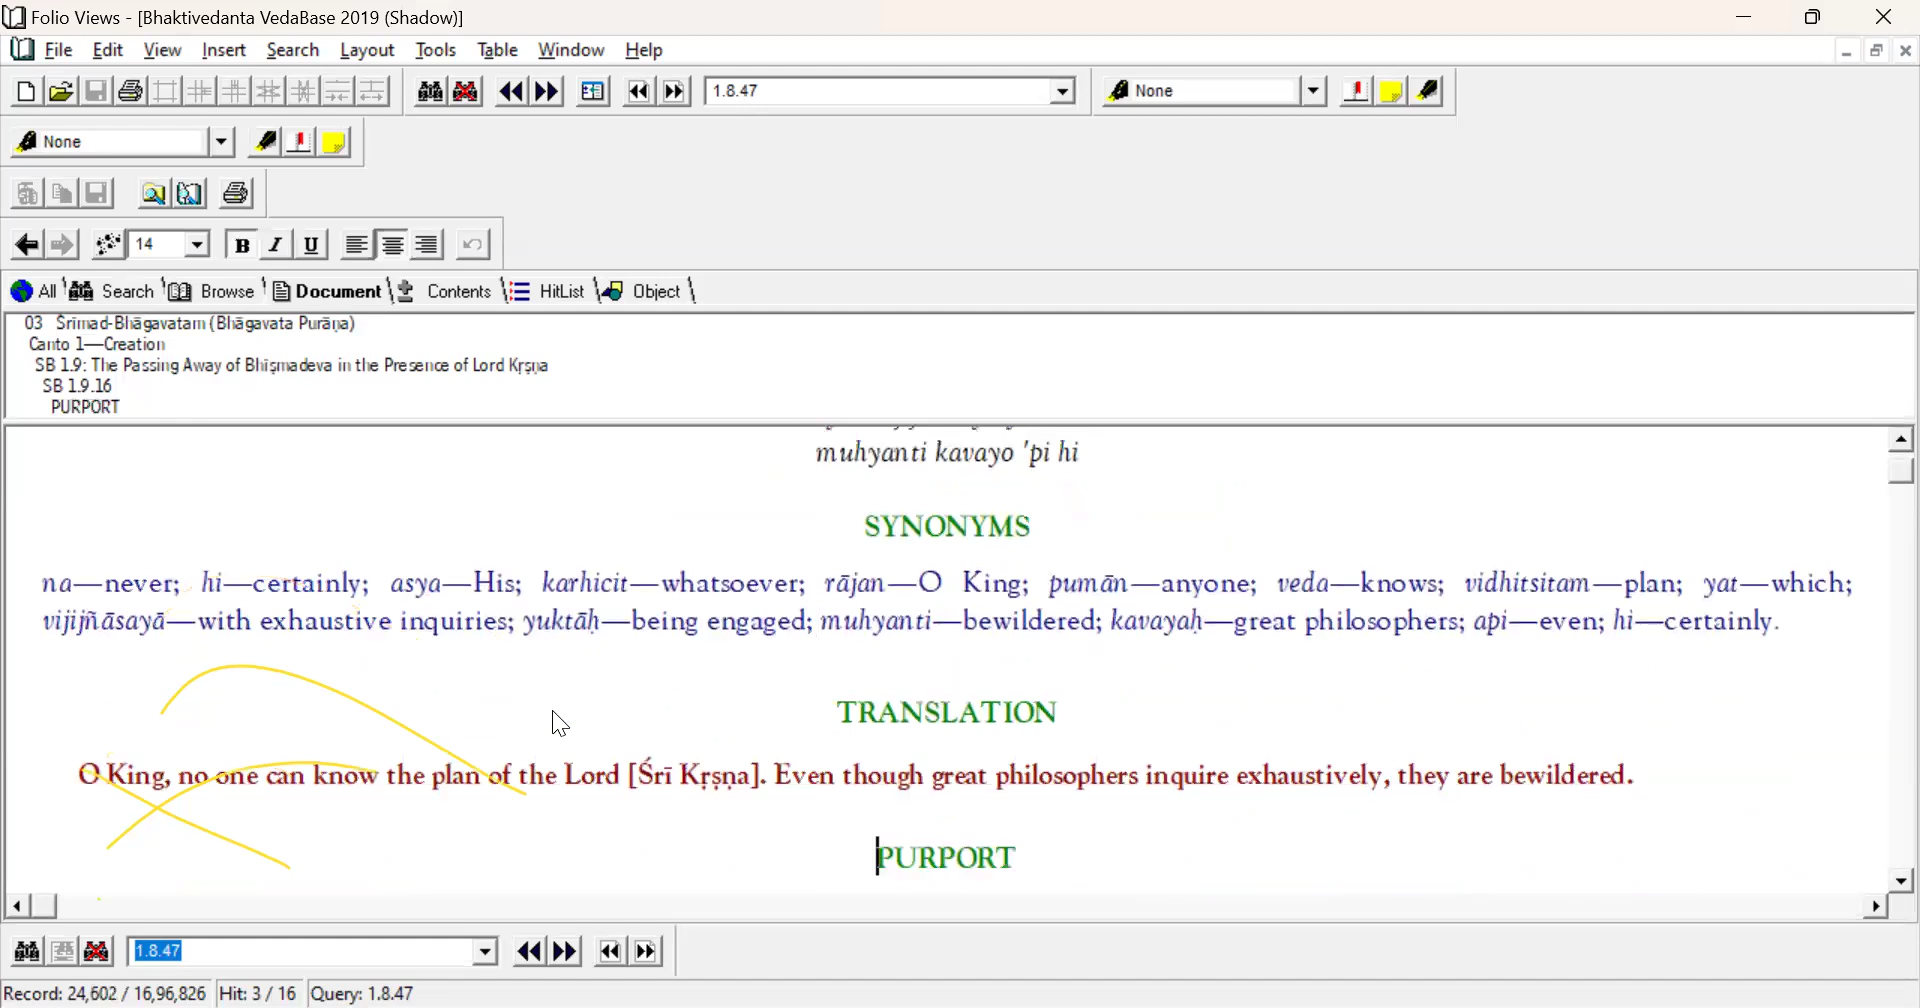 Folio Views - [Bhaktivedanta VedaBase 2019 (Shadow)]
File Edit View Insert Search Layout Tools Table Window Help
1.8.47 None
None
14 B I U
All Search Browse Document Contents HitList Object
03 Śrīmad-Bhāgavatam (Bhāgavata Purāṇa)
Canto 1—Creation
SB 1.9: The Passing Away of Bhīṣmadeva in the Presence of Lord Kṛṣṇa
SB 1.9.16
PURPORT
muhyanti kavayo 'pi hi
SYNONYMS
na—never; hi—certainly; asya—His; karhicit—whatsoever; rājan—O King; pumān—anyone; veda—knows; vidhitsitam—plan; yat—which;
vijijñāsayā—with exhaustive inquiries; yuktāḥ—being engaged; muhyanti—bewildered; kavayaḥ—great philosophers; api—even; hi—certainly.
TRANSLATION
O King, no one can know the plan of the Lord [Śrī Kṛṣṇa]. Even though great philosophers inquire exhaustively, they are bewildered.
PURPORT
1.8.47
Record: 24,602 / 16,96,826 Hit: 3 / 16 Query: 1.8.47